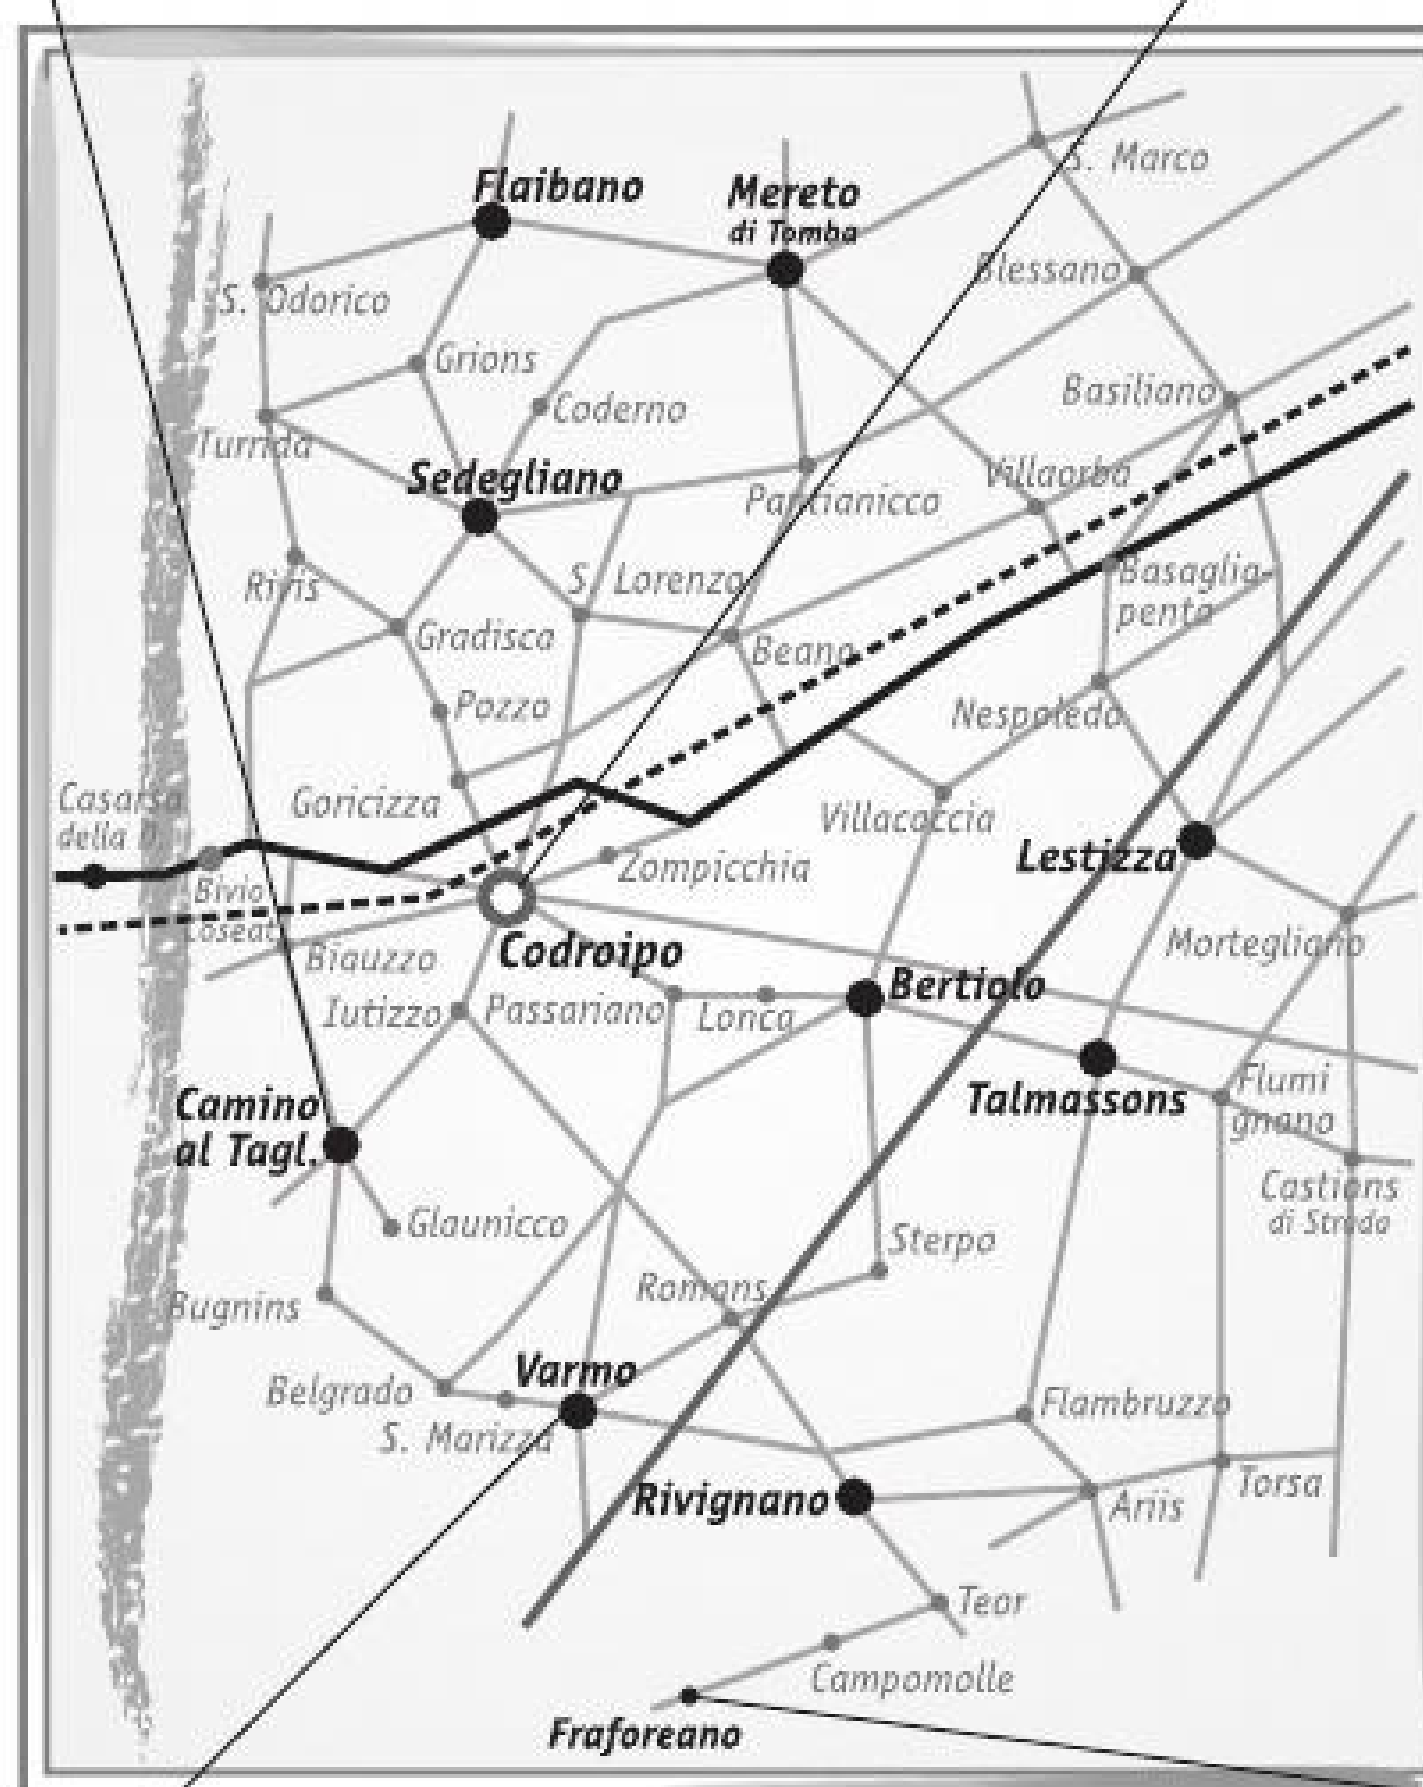 S. Marco
Flaibano
Mereto
di Tomba
Blessano
S. Odorico
Grions
Coderno
Basiliano
Turrida
Sedegliano
Villaorba
Pantianicco
Rivis
S. Lorenzo
Basaglia-
penta
Gradisca
Beano
Pozzo
Nespoledo
Casarsa
della D.
Goricizza
Villacaccia
Lestizza
Zompicchia
Bivio
Coseat
Codroipo
Mortegliano
Biauzzo
Bertiolo
Iutizzo
Passariano
Lonca
Flumi
gnano
Talmassons
Camino
al Tagl.
Castions
di Strada
Glaunicco
Sterpo
Romans
Bugnins
Varmo
Belgrado
Flambruzzo
S. Marizza
Torsa
Rivignano
Ariis
Teor
Campomolle
Fraforeano